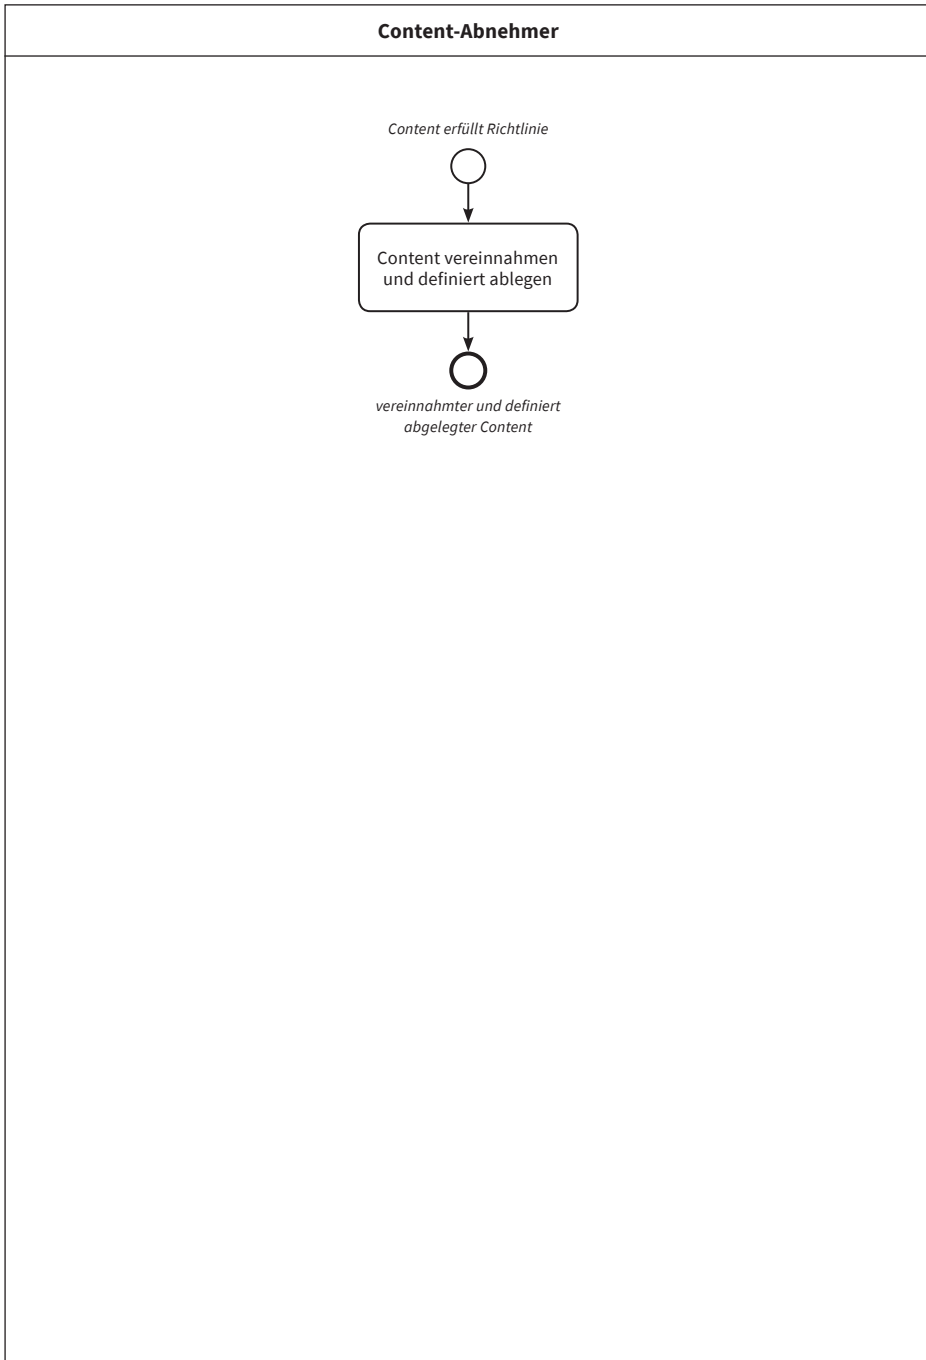 Content-Abnehmer
Content erfüllt Richtlinie
Content vereinnahmen
und definiert ablegen
vereinnahmter und definiert
abgelegter Content